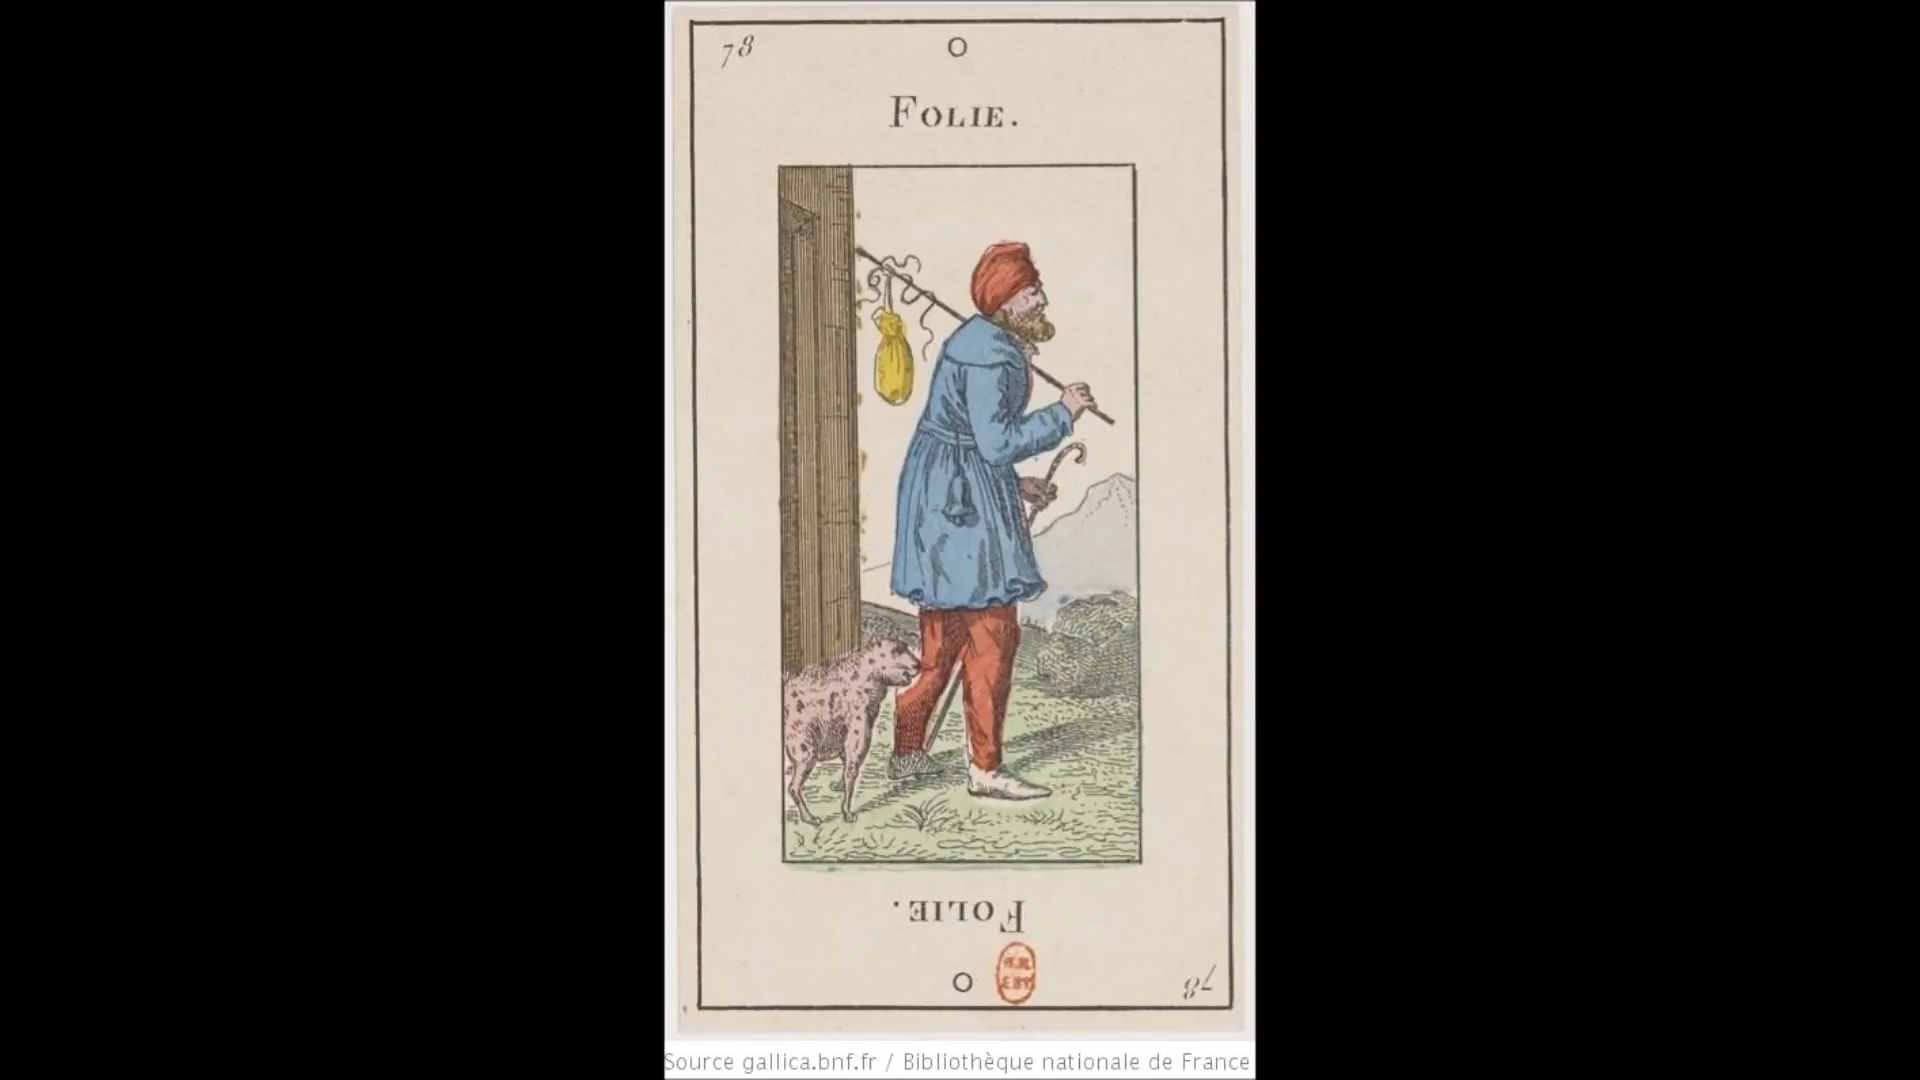 78
O
FOLIE.
FOLIE.
O
78
Source gallica.bnf.fr / Bibliothèque nationale de France